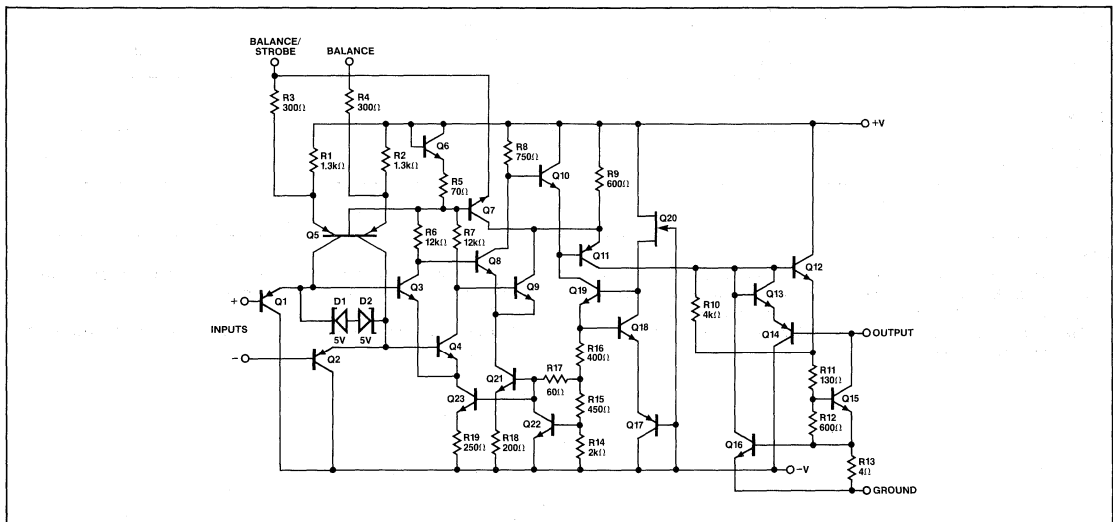 BALANCE/
STROBE
BALANCE
R3
300Ω
R4
300Ω
+V
R1
1.3kΩ
R2
1.3kΩ
Q6
R8
750Ω
Q10
R9
600Ω
R5
70Ω
Q7
Q20
Q5
R6
12kΩ
R7
12kΩ
Q8
Q11
Q12
+
Q1
Q3
Q9
Q19
Q13
D1
D2
5V
5V
R10
4kΩ
INPUTS
Q18
Q14
OUTPUT
–
Q2
Q4
R16
400Ω
R17
60Ω
R11
130Ω
Q21
Q15
Q23
R15
450Ω
R12
600Ω
Q22
Q17
Q16
R19
250Ω
R18
200Ω
R14
2kΩ
R13
4Ω
–V
GROUND